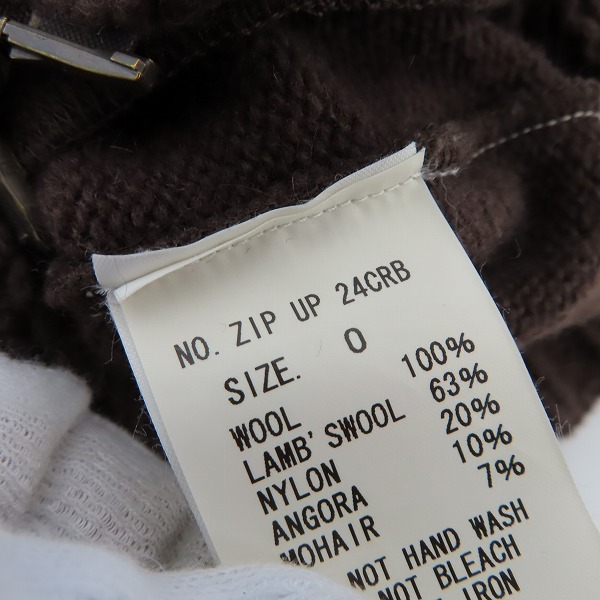 NO. ZIP UP 24CRB
SIZE. 0
WOOL 100%
LAMB'SWOOL 63%
NYLON 20%
ANGORA 10%
MOHAIR 7%
NOT HAND WASH
NOT BLEACH
IRON